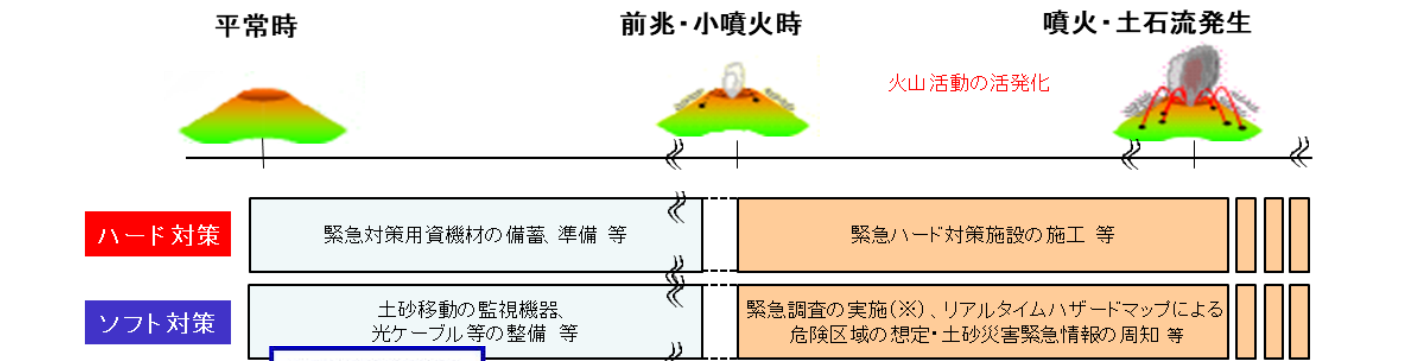 平常時
前兆・小噴火時
噴火・土石流発生
火山活動の活発化
ハード対策
緊急対策用資機材の備蓄、準備 等
緊急ハード対策施設の施工 等
ソフト対策
土砂移動の監視機器、
光ケーブル等の整備 等
緊急調査の実施(※)、リアルタイムハザードマップによる
危険区域の想定・土砂災害緊急情報の周知 等